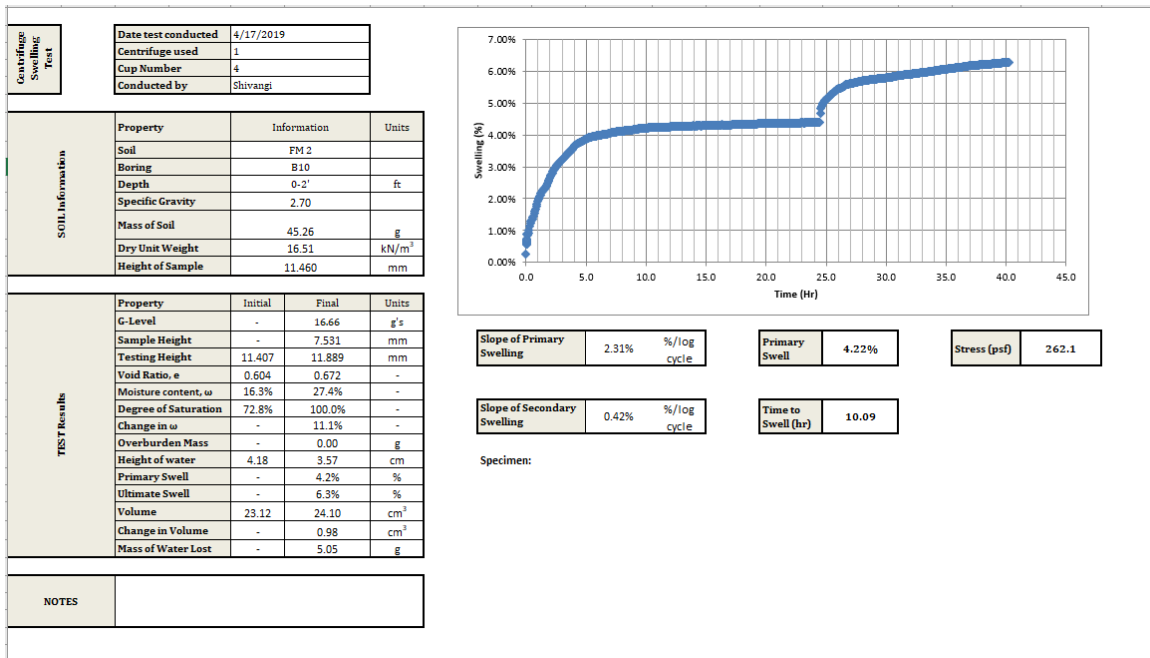 Centrifuge
Swelling
Test
Date test conducted 4/17/2019
Centrifuge used 1
Cup Number 4
Conducted by Shivangi
SOIL Information
Property Information Units
Soil FM 2
Boring B10
Depth 0-2' ft
Specific Gravity 2.70
Mass of Soil 45.26 g
Dry Unit Weight 16.51 kN/m³
Height of Sample 11.460 mm
TEST Results
Property Initial Final Units
G-Level - 16.66 g's
Sample Height - 7.531 mm
Testing Height 11.407 11.889 mm
Void Ratio, e 0.604 0.672 -
Moisture content, ω 16.3% 27.4% -
Degree of Saturation 72.8% 100.0% -
Change in ω - 11.1% -
Overburden Mass - 0.00 g
Height of water 4.18 3.57 cm
Primary Swell - 4.2% %
Ultimate Swell - 6.3% %
Volume 23.12 24.10 cm³
Change in Volume - 0.98 cm³
Mass of Water Lost - 5.05 g
NOTES
7.00%
6.00%
5.00%
4.00%
3.00%
2.00%
1.00%
0.00%
Swelling (%)
0.0 5.0 10.0 15.0 20.0 25.0 30.0 35.0 40.0 45.0
Time (Hr)
Slope of Primary
Swelling
2.31%
%/log
cycle
Primary
Swell
4.22%
Stress (psf) 262.1
Slope of Secondary
Swelling
0.42%
%/log
cycle
Time to
Swell (hr)
10.09
Specimen: